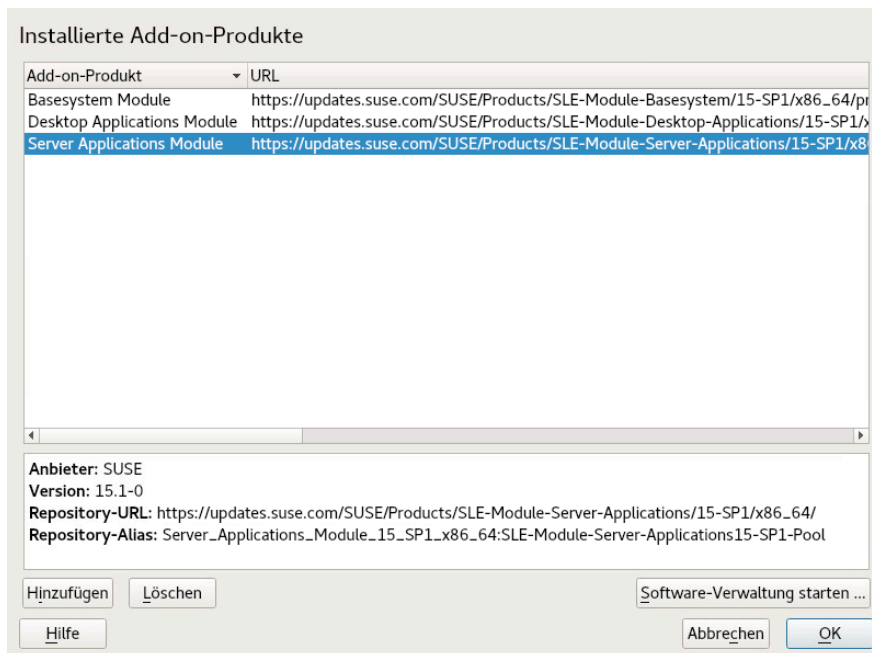 Installierte Add-on-Produkte
Add-on-Produkt URL
Basesystem Module https://updates.suse.com/SUSE/Products/SLE-Module-Basesystem/15-SP1/x86_64/pr
Desktop Applications Module https://updates.suse.com/SUSE/Products/SLE-Module-Desktop-Applications/15-SP1/x
Server Applications Module https://updates.suse.com/SUSE/Products/SLE-Module-Server-Applications/15-SP1/x8
Anbieter: SUSE
Version: 15.1-0
Repository-URL: https://updates.suse.com/SUSE/Products/SLE-Module-Server-Applications/15-SP1/x86_64/
Repository-Alias: Server_Applications_Module_15_SP1_x86_64:SLE-Module-Server-Applications15-SP1-Pool
Hinzufügen Löschen Software-Verwaltung starten ...
Hilfe Abbrechen OK